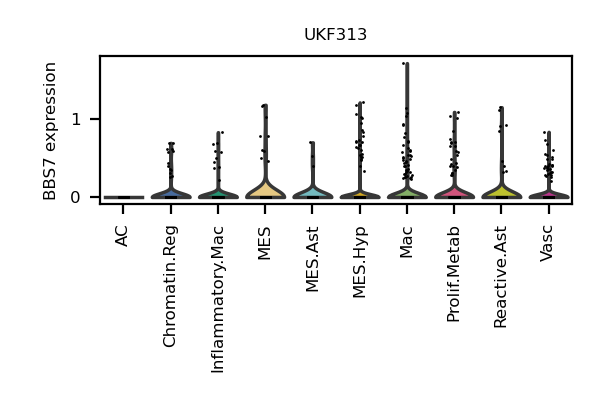 UKF313
BBS7 expression
1
0
AC
Chromatin.Reg
Inflammatory.Mac
MES
MES.Ast
MES.Hyp
Mac
Prolif.Metab
Reactive.Ast
Vasc